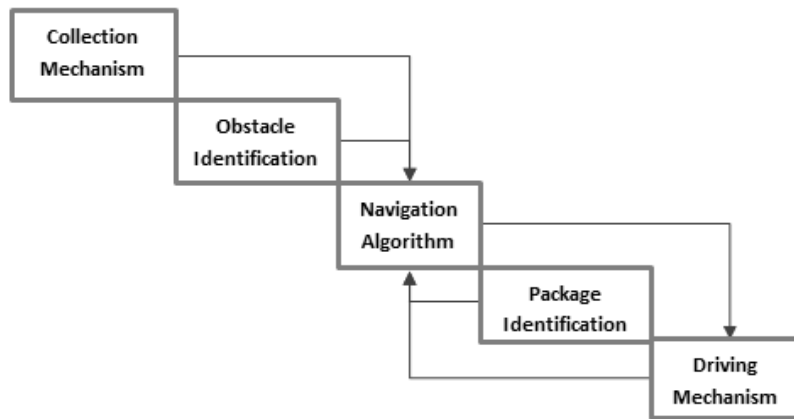 Collection
Mechanism
Obstacle
Identification
Navigation
Algorithm
Package
Identification
Driving
Mechanism